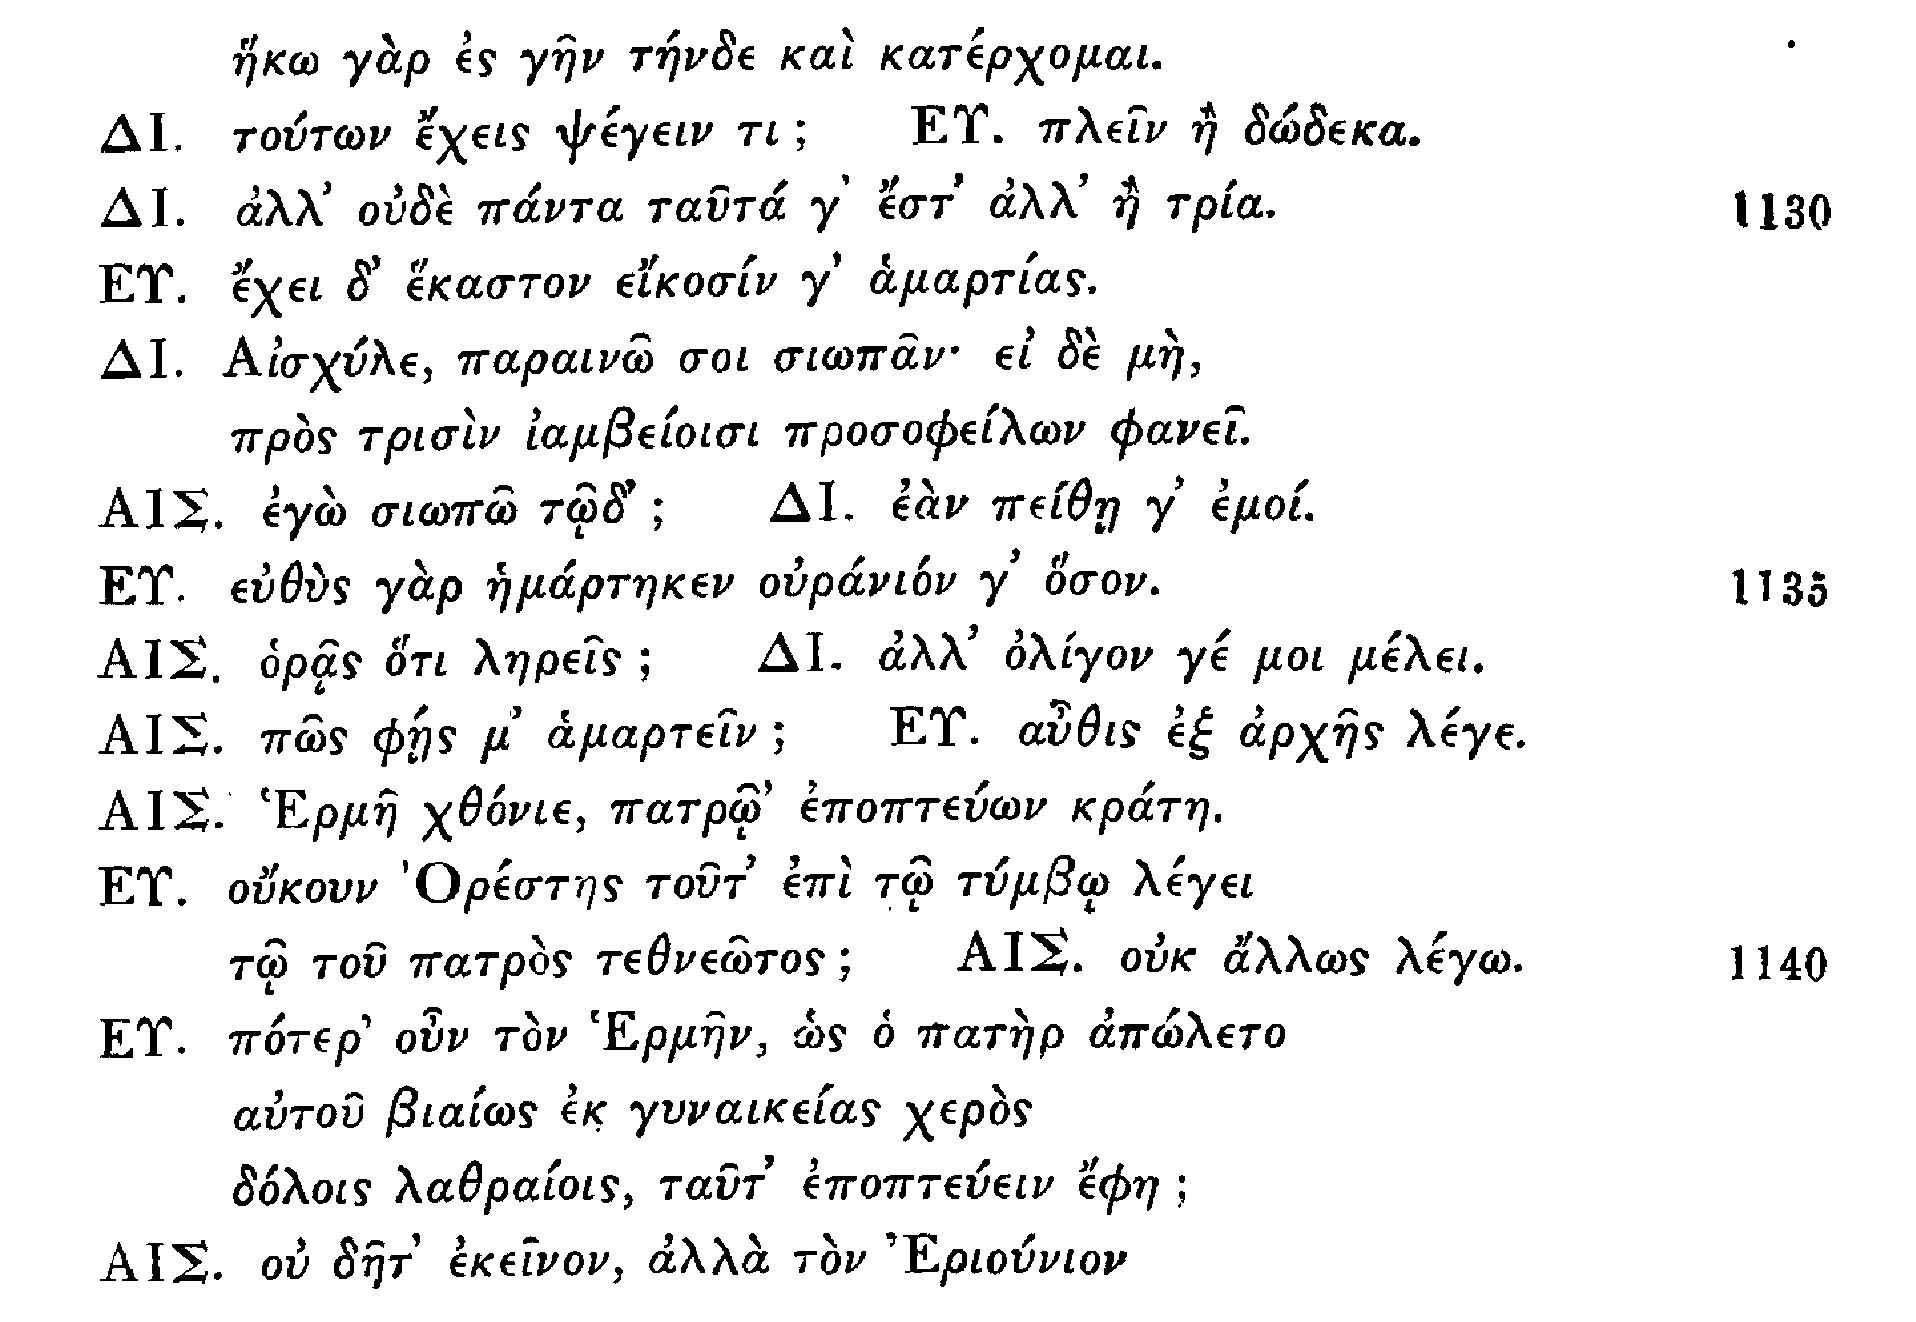 ἥκω γὰρ ἐς γῆν τήνδε καὶ κατέρχομαι.
ΔΙ. τούτων ἔχεις ψέγειν τι; ΕΥ. πλεῖν ἢ δώδεκα.
ΔΙ. ἀλλ' οὐδὲ πάντα ταῦτά γ' ἔστ' ἀλλ' ἢ τρία. 1130
ΕΥ. ἔχει δ' ἕκαστον εἴκοσίν γ' ἁμαρτίας.
ΔΙ. Αἰσχύλε, παραινῶ σοι σιωπᾶν· εἰ δὲ μὴ,
πρὸς τρισὶν ἰαμβείοισι προσοφείλων φανεῖ.
ΑΙΣ. ἐγὼ σιωπῶ τῷδ'; ΔΙ. ἐὰν πείθῃ γ' ἐμοί.
ΕΥ. εὐθὺς γὰρ ἡμάρτηκεν οὐράνιόν γ' ὅσον. 1135
ΑΙΣ. ὁρᾷς ὅτι ληρεῖς; ΔΙ. ἀλλ' ὀλίγον γέ μοι μέλει.
ΑΙΣ. πῶς φῄς μ' ἁμαρτεῖν; ΕΥ. αὖθις ἐξ ἀρχῆς λέγε.
ΑΙΣ. Ἑρμῆ χθόνιε, πατρῷ' ἐποπτεύων κράτη.
ΕΥ. οὔκουν Ὀρέστης τοῦτ' ἐπὶ τῷ τύμβῳ λέγει
τῷ τοῦ πατρὸς τεθνεῶτος; ΑΙΣ. οὐκ ἄλλως λέγω. 1140
ΕΥ. πότερ' οὖν τὸν Ἑρμῆν, ὡς ὁ πατὴρ ἀπώλετο
αὐτοῦ βιαίως ἐκ γυναικείας χερὸς
δόλοις λαθραίοις, ταῦτ' ἐποπτεύειν ἔφη;
ΑΙΣ. οὐ δῆτ' ἐκεῖνον, ἀλλὰ τὸν Ἐριούνιον